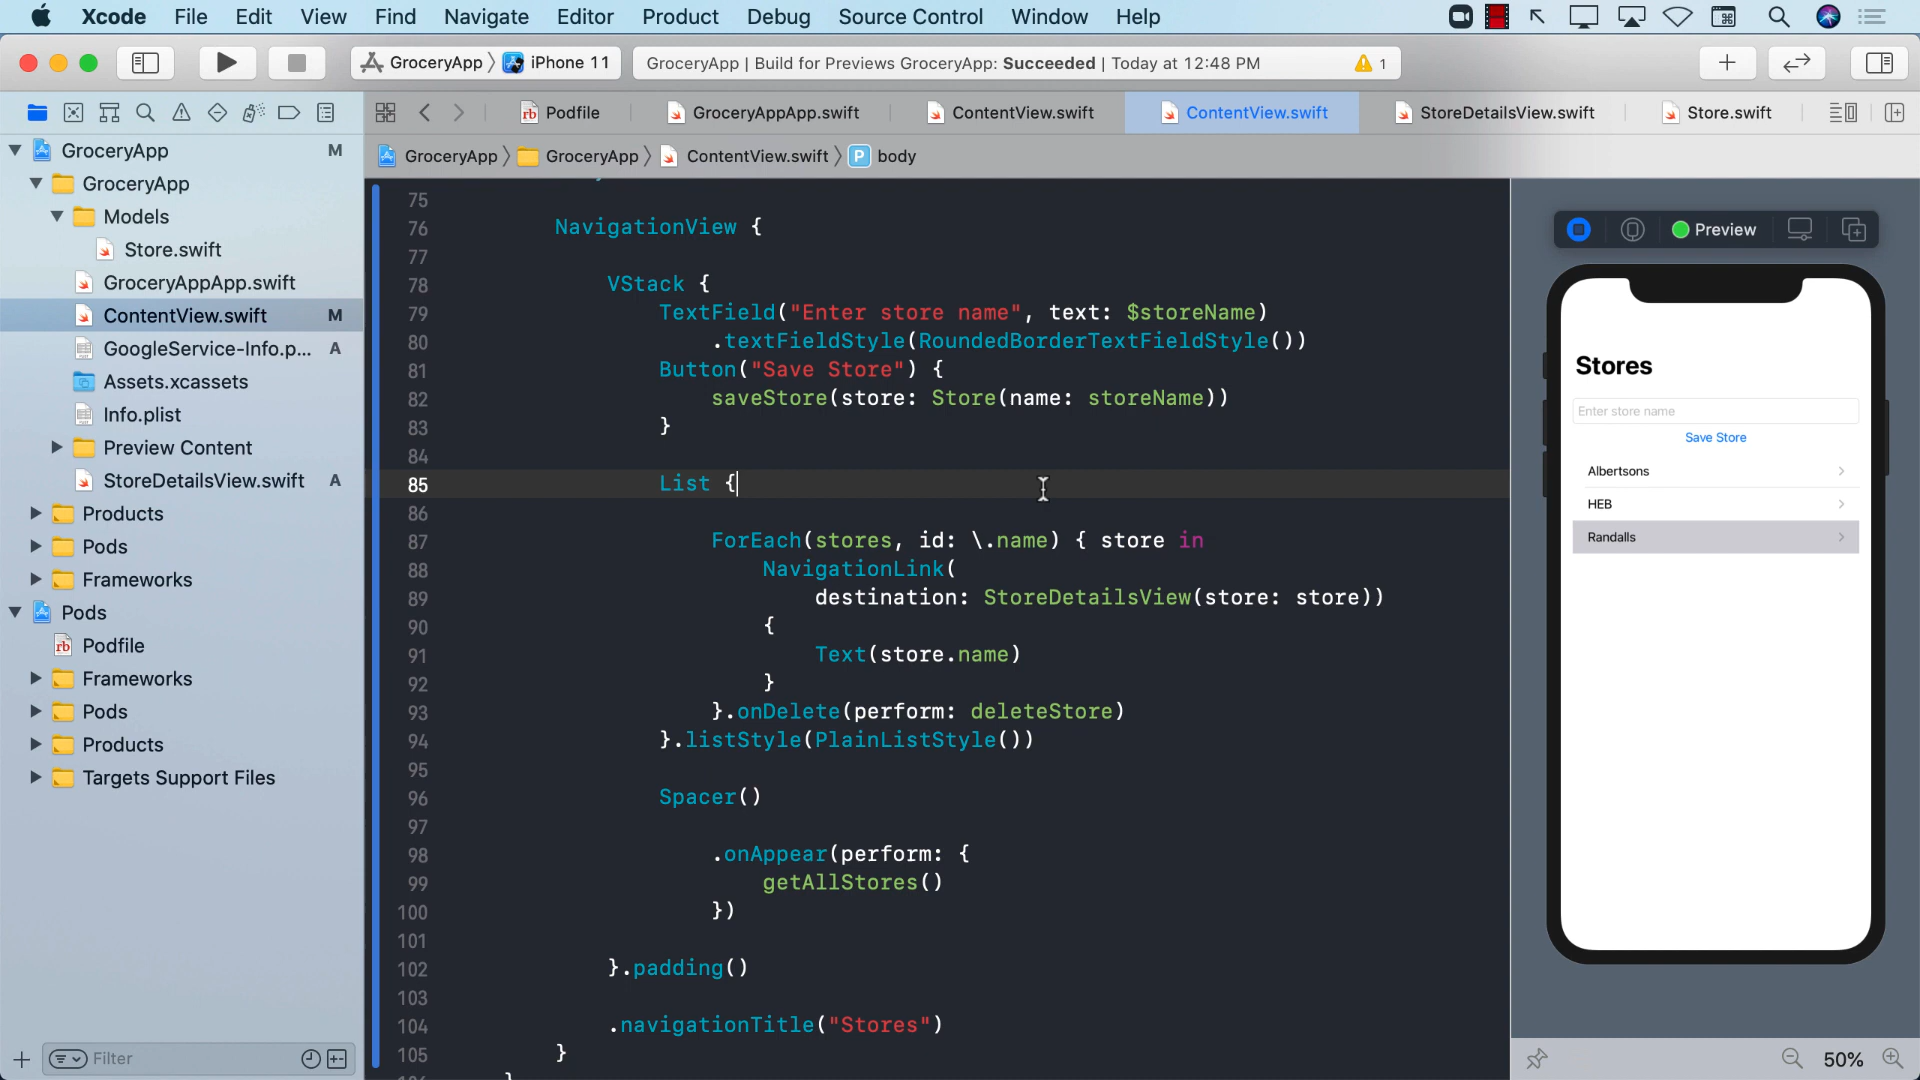 Xcode File Edit View Find Navigate Editor Product Debug Source Control Window Help
GroceryApp iPhone 11 GroceryApp | Build for Previews GroceryApp: Succeeded | Today at 12:48 PM 1
Podfile GroceryAppApp.swift ContentView.swift ContentView.swift StoreDetailsView.swift Store.swift
GroceryApp GroceryApp ContentView.swift P body
GroceryApp M
GroceryApp
Models
Store.swift
GroceryAppApp.swift
ContentView.swift M
GoogleService-Info.p... A
Assets.xcassets
Info.plist
Preview Content
StoreDetailsView.swift A
Products
Pods
Frameworks
Pods
rb Podfile
Frameworks
Pods
Products
Targets Support Files
Filter
75
76 NavigationView {
77
78 VStack {
79 TextField("Enter store name", text: $storeName)
80 .textFieldStyle(RoundedBorderTextFieldStyle())
81 Button("Save Store") {
82 saveStore(store: Store(name: storeName))
83 }
84
85 List {
86
87 ForEach(stores, id: \.name) { store in
88 NavigationLink(
89 destination: StoreDetailsView(store: store))
90 {
91 Text(store.name)
92 }
93 }.onDelete(perform: deleteStore)
94 }.listStyle(PlainListStyle())
95
96 Spacer()
97
98 .onAppear(perform: {
99 getAllStores()
100 })
101
102 }.padding()
103
104 .navigationTitle("Stores")
105 }
Preview
Stores
Enter store name
Save Store
Albertsons
HEB
Randalls
50%